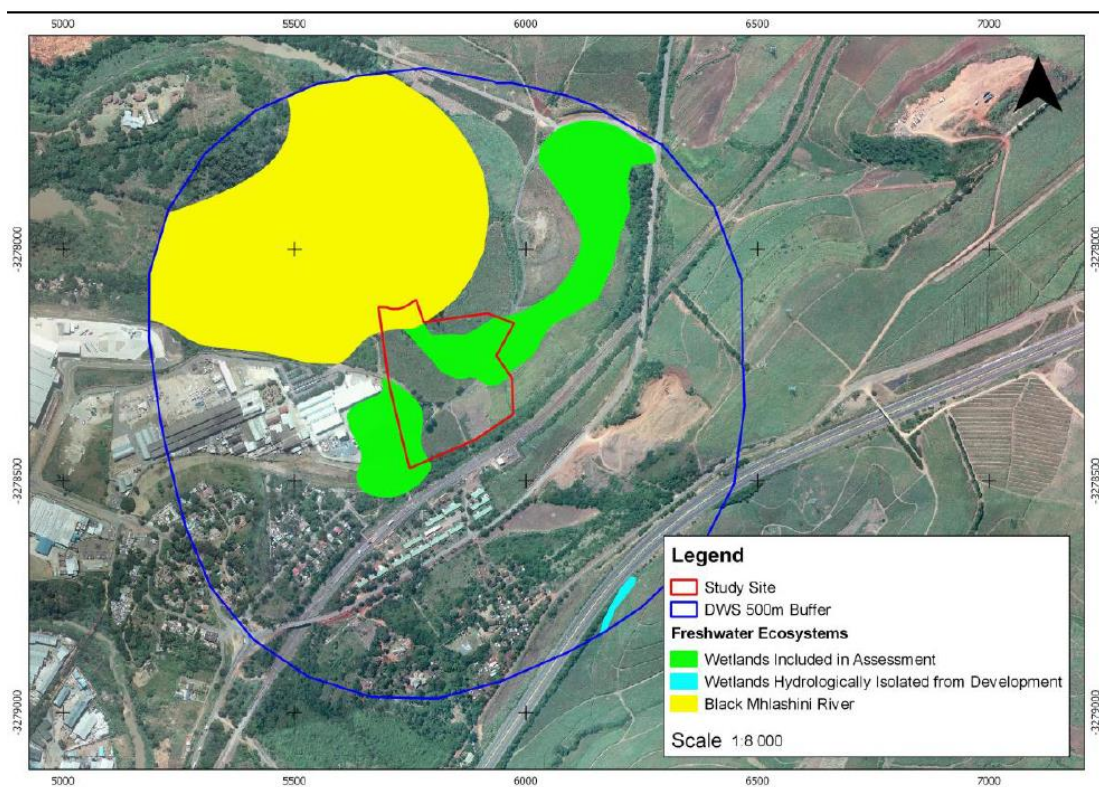 5000 5500 6000 6500 7000
-3278000 -3278000
-3278500 -3278500
-3279000 -3279000
Legend
Study Site
DWS 500m Buffer
Freshwater Ecosystems
Wetlands Included in Assessment
Wetlands Hydrologically Isolated from Development
Black Mhlashini River
Scale 1:8 000
5000 5500 6000 6500 7000